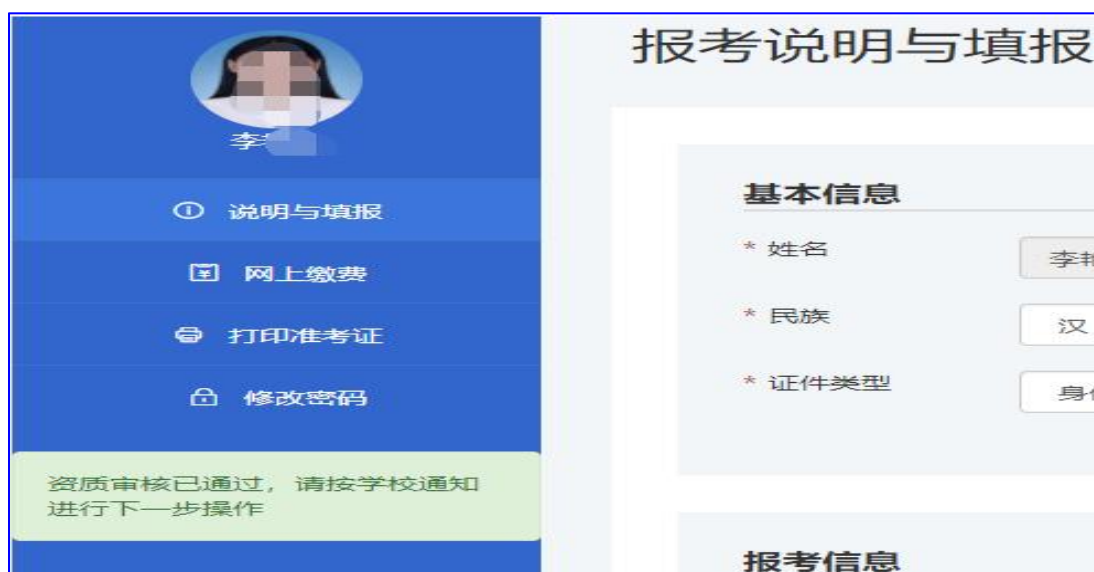 李
说明与填报
网上缴费
打印准考证
修改密码
资质审核已通过，请按学校通知
进行下一步操作
报考说明与填报
基本信息
* 姓名
李
* 民族
汉
* 证件类型
身
报考信息